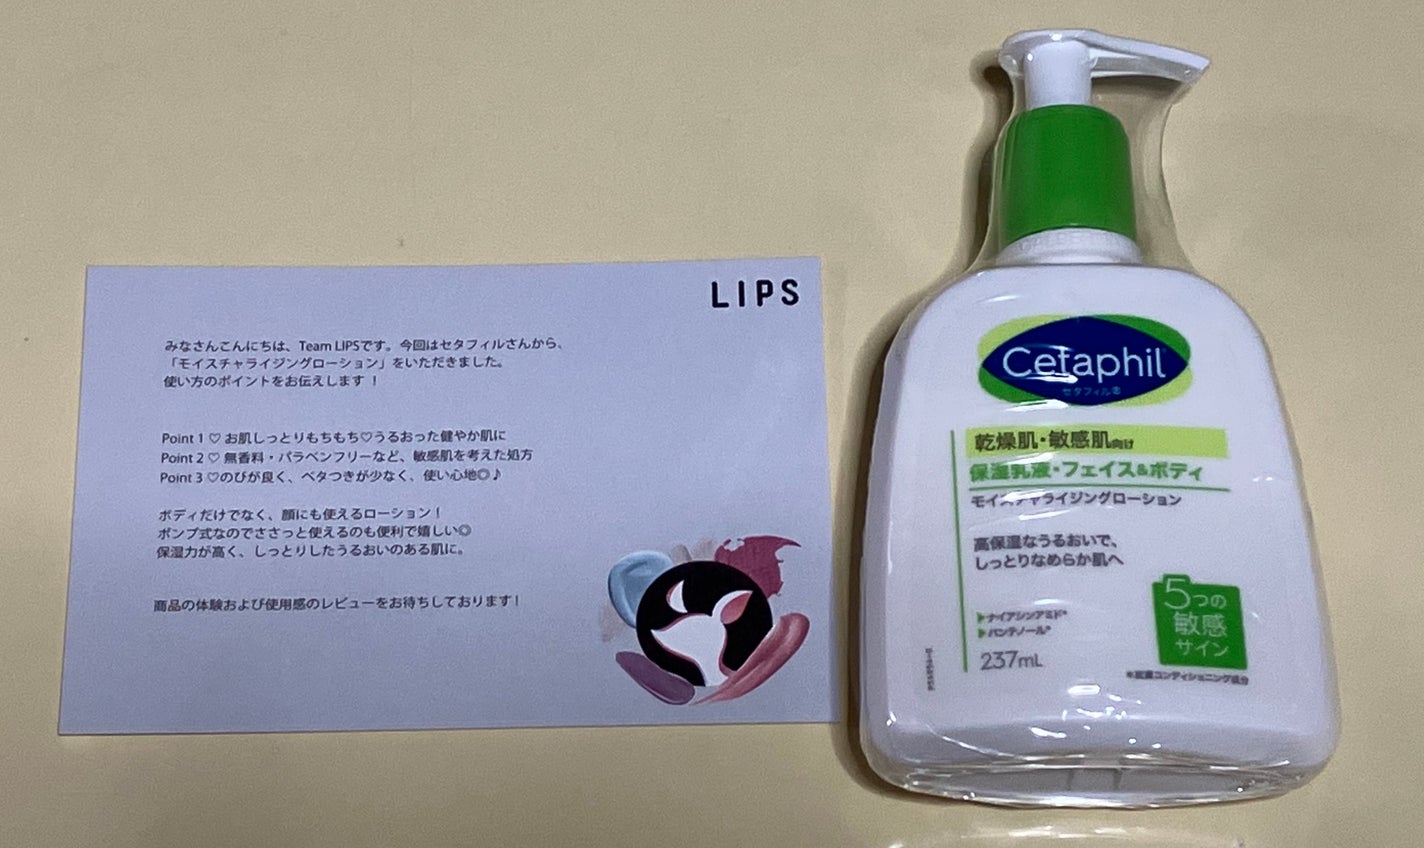 LIPS
みなさんこんにちは、Team LIPSです。今回はセタフィルさんから、
「モイスチャライジングローション」をいただきました。
使い方のポイントをお伝えします！
Point 1 ♡ お肌しっとりもちもち♡うるおった健やか肌に
Point 2 ♡ 無香料・パラベンフリーなど、敏感肌を考えた処方
Point 3 ♡のびが良く、ベタつきが少なく、使い心地◎♪
ボディだけでなく、顔にも使えるローション！
ポンプ式なのでささっと使えるのも便利で嬉しい◎
保湿力が高く、しっとりしたうるおいのある肌に。
商品の体験および使用感のレビューをお待ちしております！
Cetaphil
セタフィル®
乾燥肌・敏感肌向け
保湿乳液・フェイス&ボディ
モイスチャライジングローション
高保湿なうるおいで、
しっとりなめらか肌へ
ナイアシンアミド*
パンテノール*
237mL
5つの
敏感
サイン
*皮膚コンディショニング成分